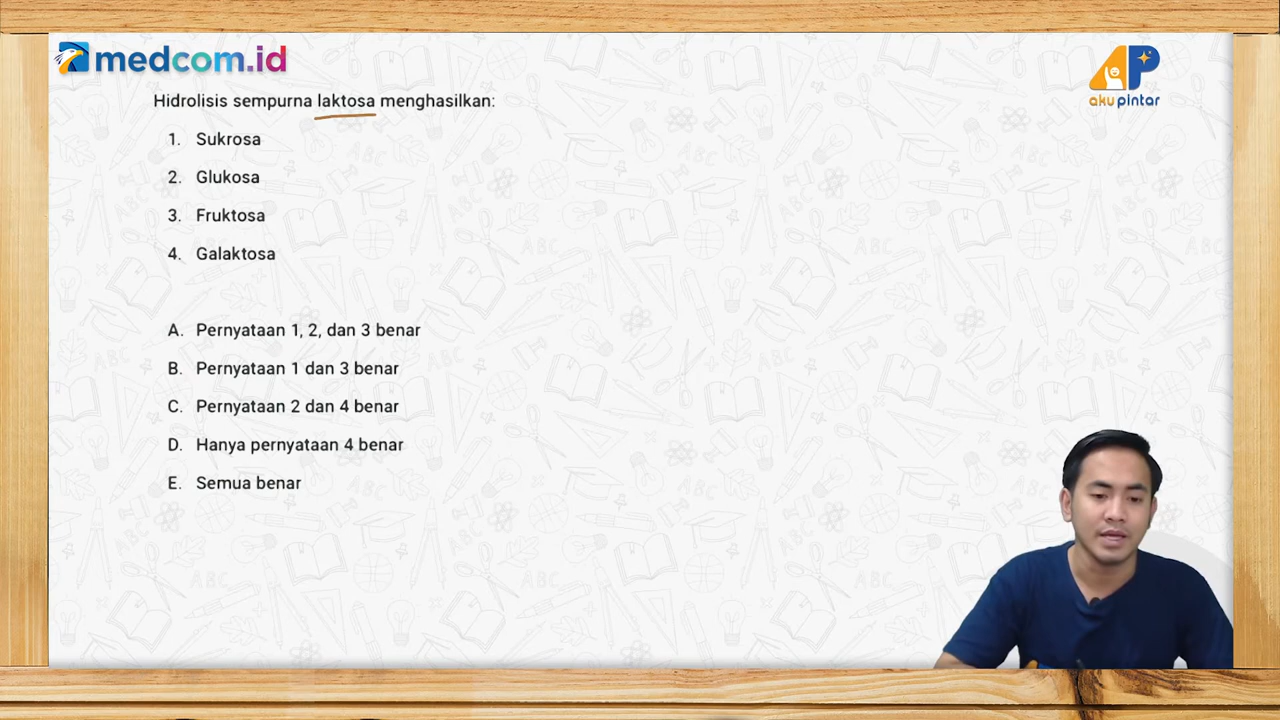 medcom.id
aku pintar
Hidrolisis sempurna laktosa menghasilkan:
1. Sukrosa
2. Glukosa
3. Fruktosa
4. Galaktosa
A. Pernyataan 1, 2, dan 3 benar
B. Pernyataan 1 dan 3 benar
C. Pernyataan 2 dan 4 benar
D. Hanya pernyataan 4 benar
E. Semua benar